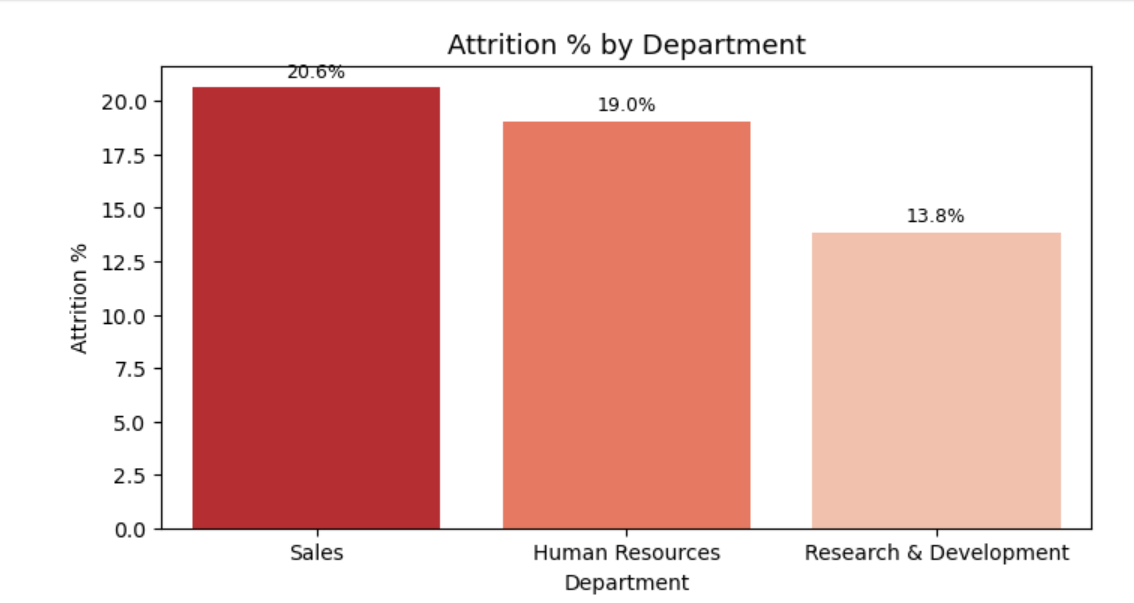 Attrition % by Department
20.6%
19.0%
13.8%
20.0
17.5
15.0
12.5
10.0
7.5
5.0
2.5
0.0
Attrition %
Sales
Human Resources
Research & Development
Department